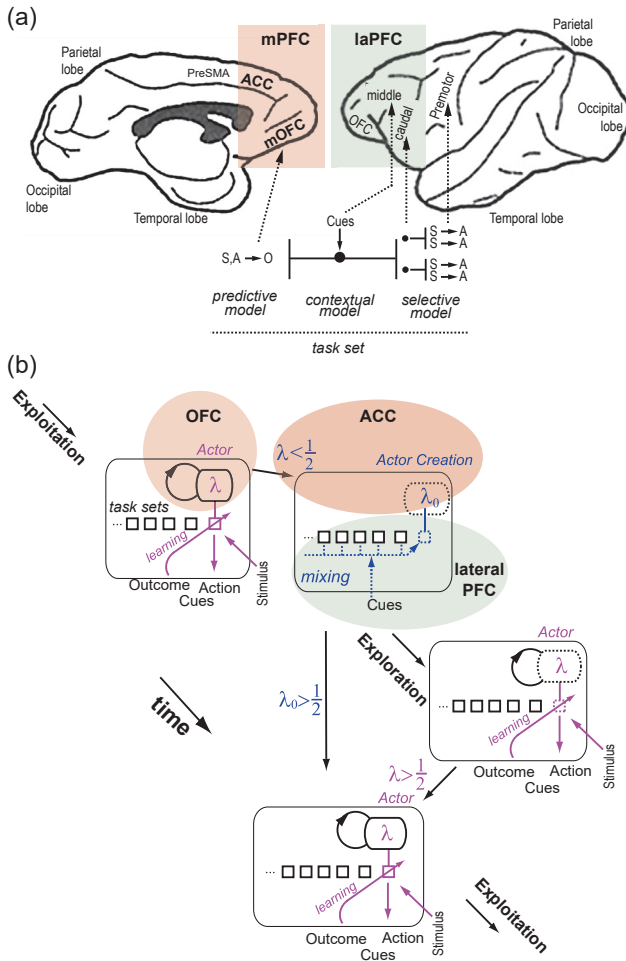 (a)
mPFC
laPFC
Parietal
lobe
PreSMA
ACC
mOFC
Occipital
lobe
Temporal lobe
middle
OFC
caudal
Premotor
Parietal
lobe
Occipital
lobe
Temporal lobe
Cues
S,A → O
S → A
S → A
S → A
S → A
predictive
model
contextual
model
selective
model
task set
(b)
Exploitation
OFC
ACC
Actor
λ<1/2
Actor Creation
λ
λ₀
task sets
...
...
learning
mixing
lateral
PFC
Stimulus
Outcome
Action
Cues
Cues
Exploration
Actor
λ
λ₀>1/2
time
...
learning
Stimulus
Outcome
Action
Cues
λ>1/2
Actor
λ
...
learning
Stimulus
Outcome
Action
Cues
Exploitation